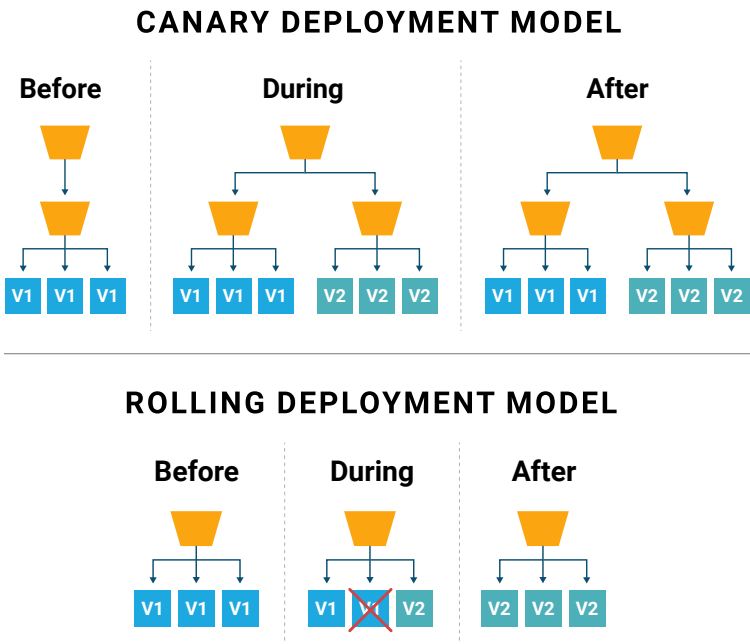 CANARY DEPLOYMENT MODEL
Before
During
After
V1 V1 V1
V1 V1 V1 V2 V2 V2
V1 V1 V1 V2 V2 V2
ROLLING DEPLOYMENT MODEL
Before
During
After
V1 V1 V1
V1 V1 V2
V2 V2 V2